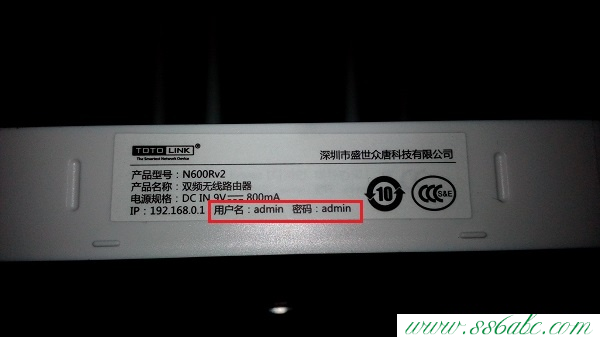 TOTO LINK®
The Smartest Network Device
深圳市盛世众唐科技有限公司
产品型号：N600Rv2
产品名称：双频无线路由器
电源规格：DC IN 9V⎓800mA
IP：192.168.0.1 用户名：admin 密码：admin
10
CCC S&E
www.886abc.com